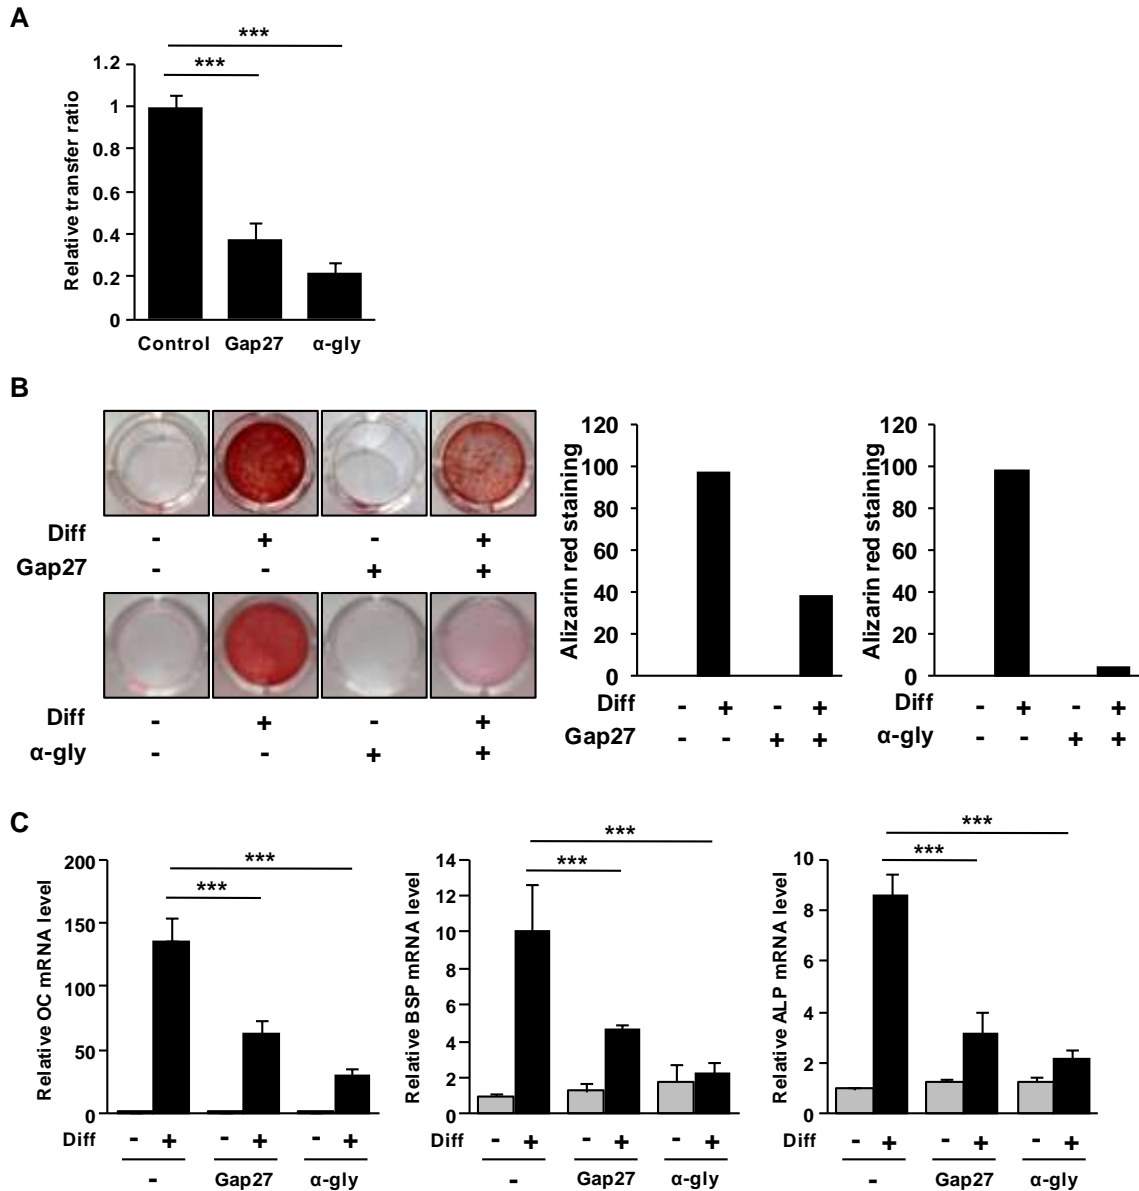 A
***
***
Relative transfer ratio
1.2
1
0.8
0.6
0.4
0.2
0
Control Gap27 α-gly
B
Diff - + - +
Gap27 - - + +
Diff - + - +
α-gly - - + +
Alizarin red staining
120
100
80
60
40
20
0
Diff - + - +
Gap27 - - + +
Alizarin red staining
120
100
80
60
40
20
0
Diff - + - +
α-gly - - + +
C
Relative OC mRNA level
200
150
100
50
0
***
***
Diff - + - + - +
- Gap27 α-gly
Relative BSP mRNA level
14
12
10
8
6
4
2
0
***
***
Diff - + - + - +
- Gap27 α-gly
Relative ALP mRNA level
10
8
6
4
2
0
***
***
Diff - + - + - +
- Gap27 α-gly